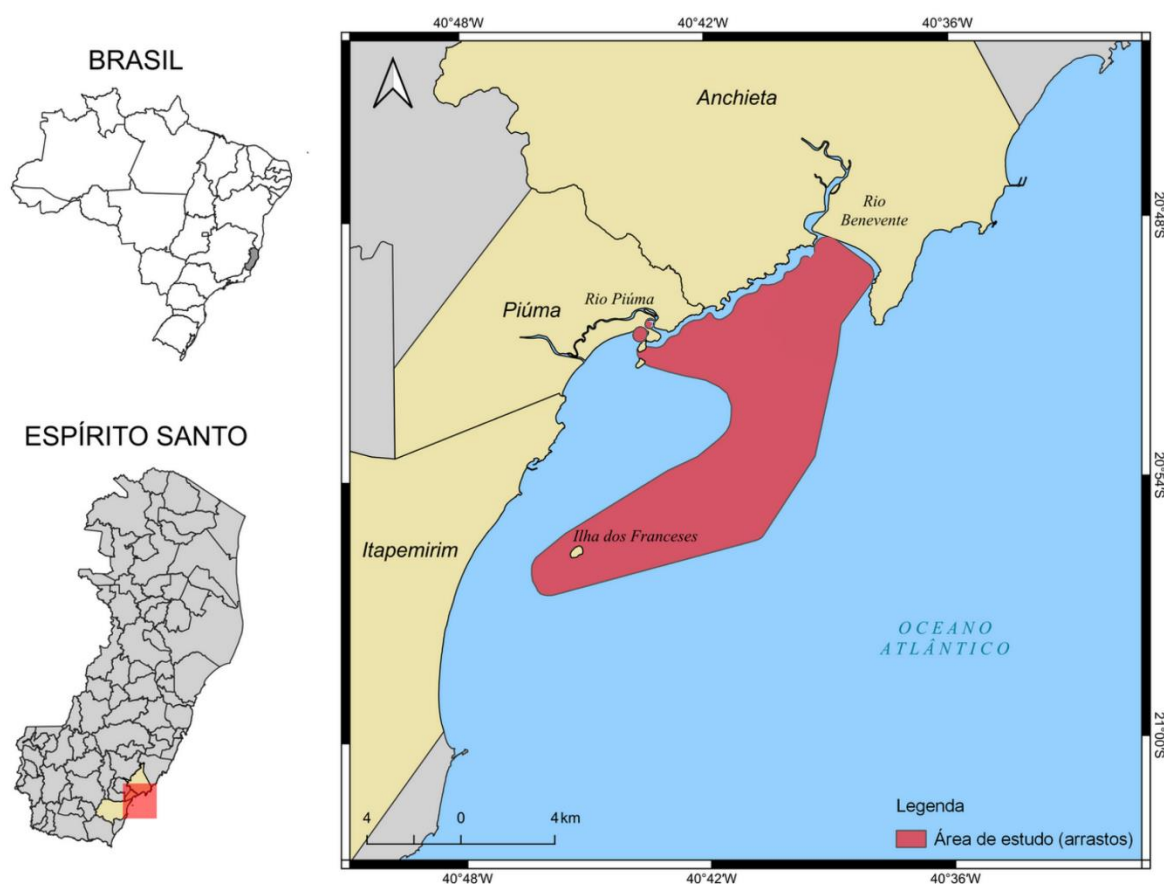 BRASIL
ESPÍRITO SANTO
40°48'W
40°42'W
40°36'W
Anchieta
Rio
Benevente
20°48'S
Rio Piúma
Piúma
20°54'S
Ilha dos Franceses
Itapemirim
OCEANO
ATLÂNTICO
21°00'S
4
0
4 km
Legenda
Área de estudo (arrastos)
40°48'W
40°42'W
40°36'W